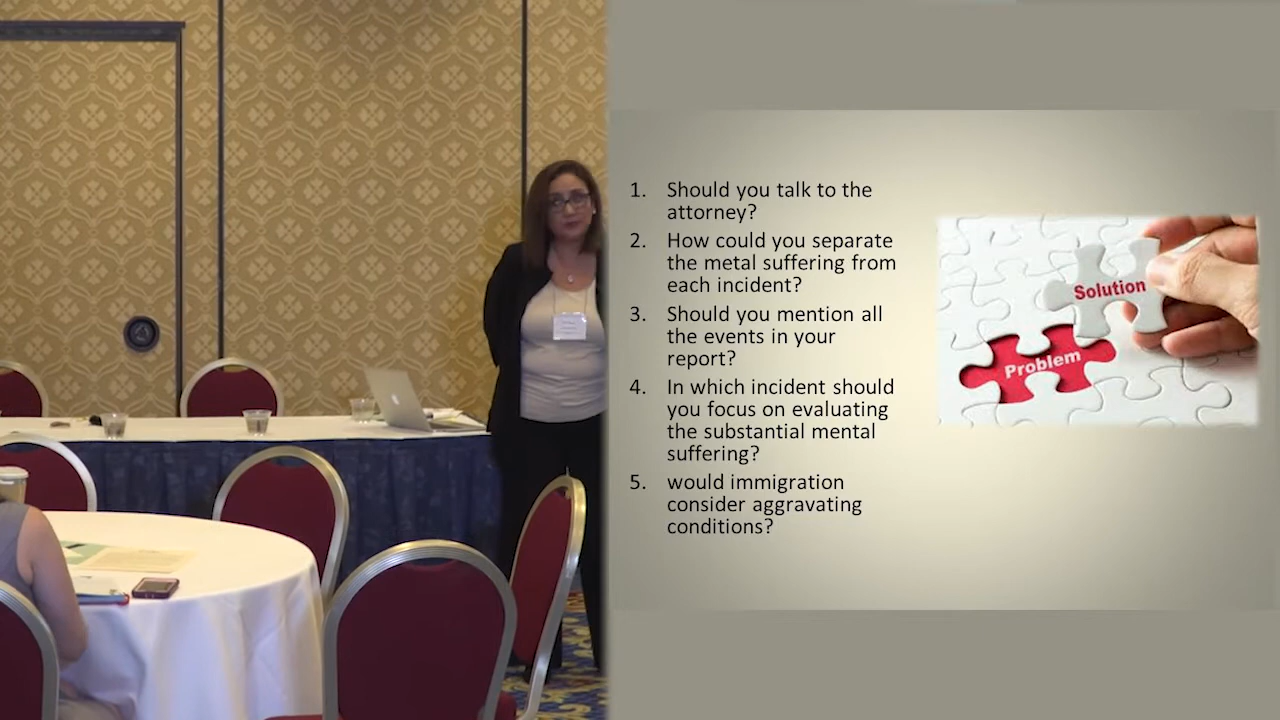 1. Should you talk to the
attorney?
2. How could you separate
the metal suffering from
each incident?
3. Should you mention all
the events in your
report?
4. In which incident should
you focus on evaluating
the substantial mental
suffering?
5. would immigration
consider aggravating
conditions?
Solution
Problem